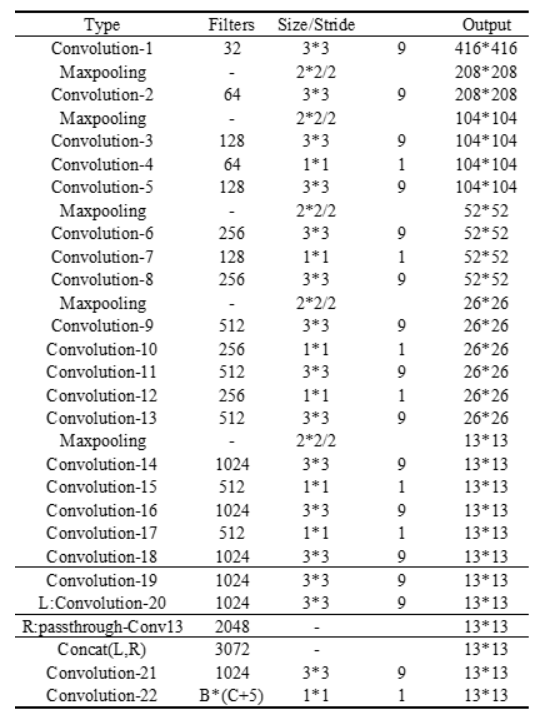 Type Filters Size/Stride Output
Convolution-1 32 3*3 9 416*416
Maxpooling - 2*2/2 208*208
Convolution-2 64 3*3 9 208*208
Maxpooling - 2*2/2 104*104
Convolution-3 128 3*3 9 104*104
Convolution-4 64 1*1 1 104*104
Convolution-5 128 3*3 9 104*104
Maxpooling - 2*2/2 52*52
Convolution-6 256 3*3 9 52*52
Convolution-7 128 1*1 1 52*52
Convolution-8 256 3*3 9 52*52
Maxpooling - 2*2/2 26*26
Convolution-9 512 3*3 9 26*26
Convolution-10 256 1*1 1 26*26
Convolution-11 512 3*3 9 26*26
Convolution-12 256 1*1 1 26*26
Convolution-13 512 3*3 9 26*26
Maxpooling - 2*2/2 13*13
Convolution-14 1024 3*3 9 13*13
Convolution-15 512 1*1 1 13*13
Convolution-16 1024 3*3 9 13*13
Convolution-17 512 1*1 1 13*13
Convolution-18 1024 3*3 9 13*13
Convolution-19 1024 3*3 9 13*13
L:Convolution-20 1024 3*3 9 13*13
R:passthrough-Conv13 2048 - 13*13
Concat(L,R) 3072 - 13*13
Convolution-21 1024 3*3 9 13*13
Convolution-22 B*(C+5) 1*1 1 13*13